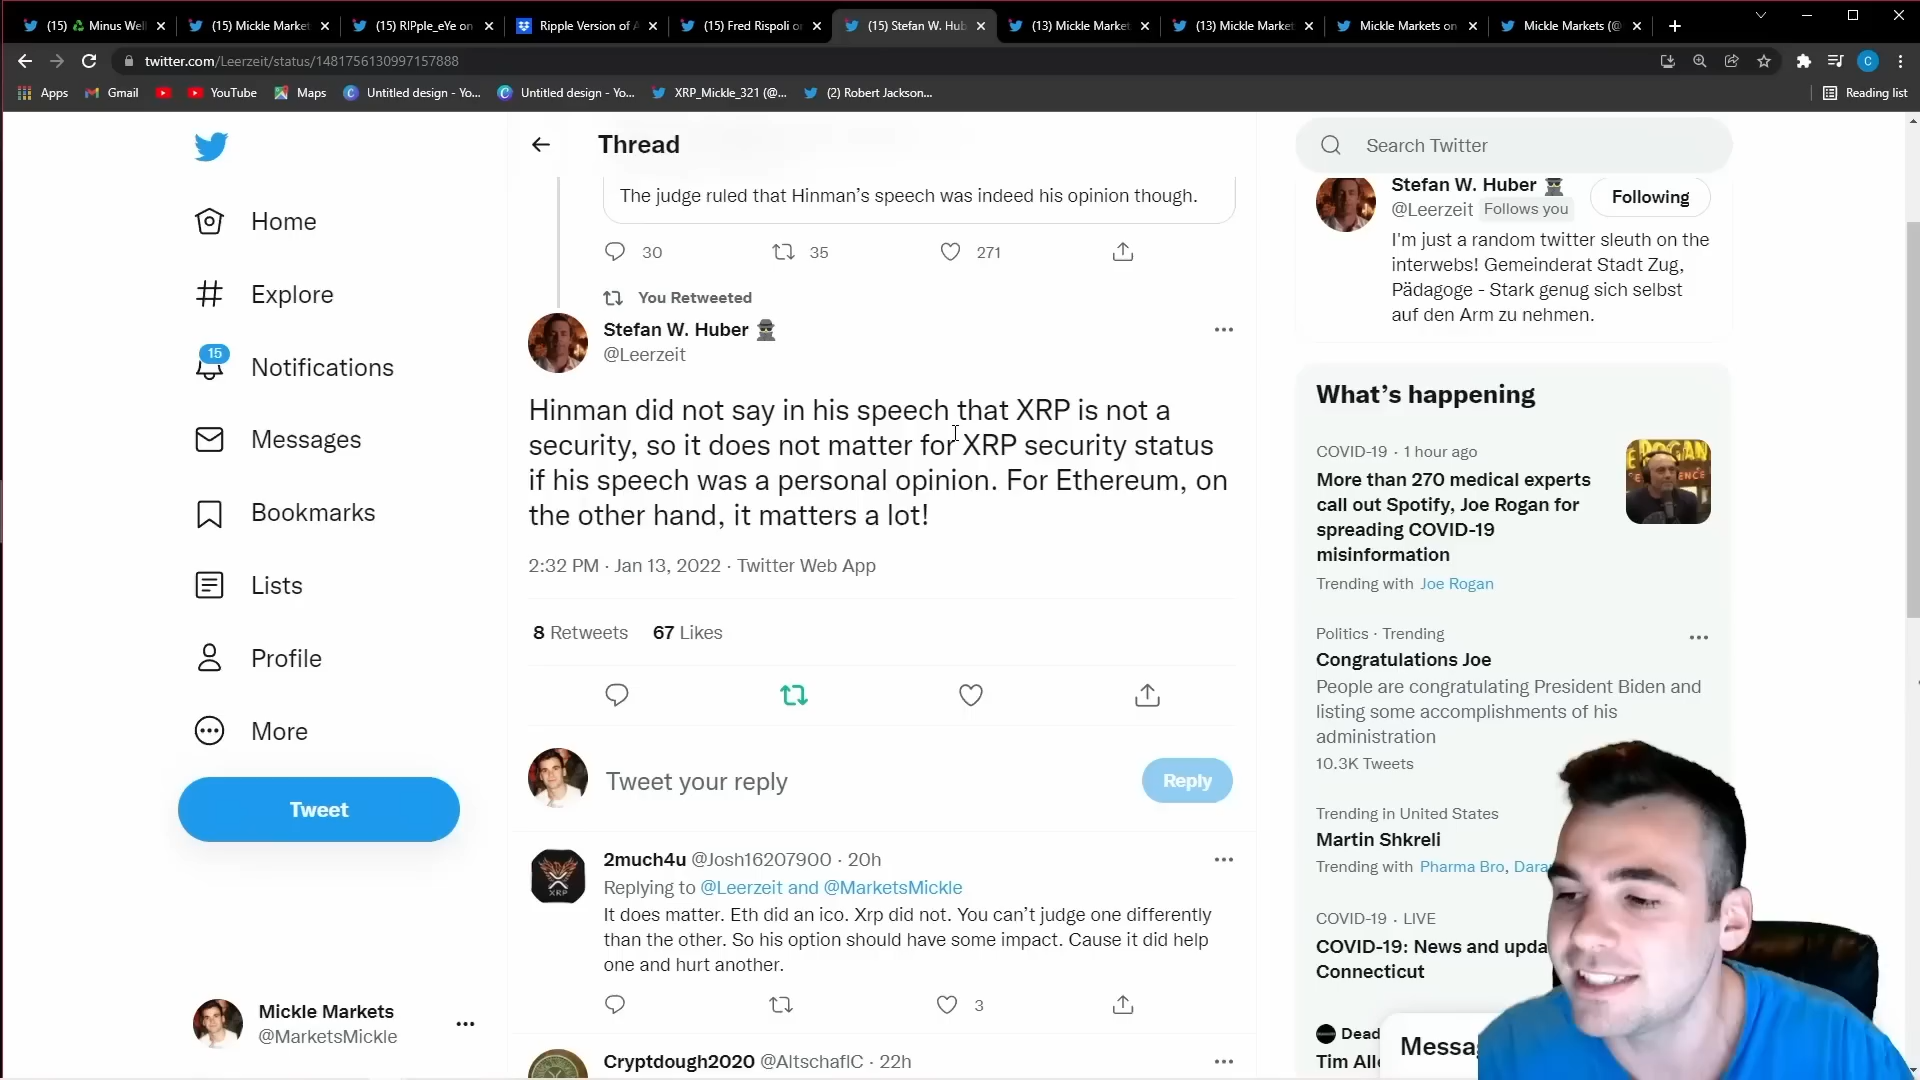 (15) ♻ Minus Wel
(15) Mickle Market
(15) RIPple_eYe on
Ripple Version of A
(15) Fred Rispoli o
(15) Stefan W. Hub
(13) Mickle Market
(13) Mickle Market
Mickle Markets on
Mickle Markets (@
twitter.com/Leerzeit/status/1481756130997157888
C
Apps
Gmail
YouTube
Maps
Untitled design - Yo...
Untitled design - Yo...
XRP_Mickle_321 (@...
(2) Robert Jackson...
Reading list
Home
Explore
15
Notifications
Messages
Bookmarks
Lists
Profile
More
Tweet
Mickle Markets
@MarketsMickle
Thread
The judge ruled that Hinman's speech was indeed his opinion though.
30 35 271
You Retweeted
Stefan W. Huber
@Leerzeit
Hinman did not say in his speech that XRP is not a
security, so it does not matter for XRP security status
if his speech was a personal opinion. For Ethereum, on
the other hand, it matters a lot!
2:32 PM · Jan 13, 2022 · Twitter Web App
8 Retweets 67 Likes
Tweet your reply
Reply
2much4u @Josh16207900 · 20h
Replying to @Leerzeit and @MarketsMickle
XRP
It does matter. Eth did an ico. Xrp did not. You can't judge one differently
than the other. So his option should have some impact. Cause it did help
one and hurt another.
3
Cryptdough2020 @AltschaflC · 22h
Search Twitter
Stefan W. Huber
@Leerzeit Follows you
Following
I'm just a random twitter sleuth on the
interwebs! Gemeinderat Stadt Zug,
Pädagoge - Stark genug sich selbst
auf den Arm zu nehmen.
What's happening
COVID-19 · 1 hour ago
More than 270 medical experts
call out Spotify, Joe Rogan for
spreading COVID-19
misinformation
Trending with Joe Rogan
Politics · Trending
Congratulations Joe
People are congratulating President Biden and
listing some accomplishments of his
administration
10.3K Tweets
Trending in United States
Martin Shkreli
Trending with Pharma Bro, Dara
COVID-19 · LIVE
COVID-19: News and upda
Connecticut
Dead
Tim Alle
Messa